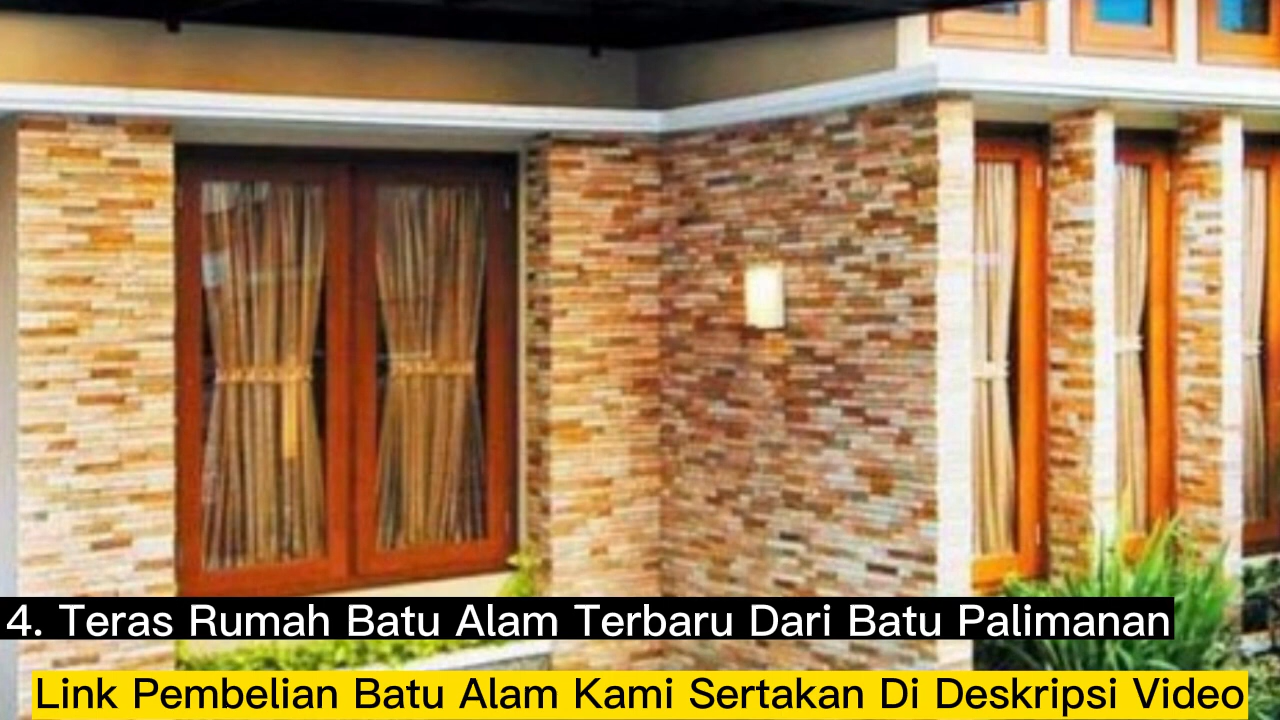 4. Teras Rumah Batu Alam Terbaru Dari Batu Palimanan
Link Pembelian Batu Alam Kami Sertakan Di Deskripsi Video